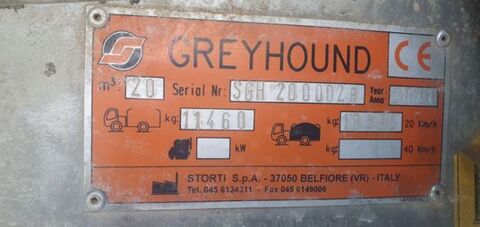 GREYHOUND CE
m³: 20 Serial Nr: SGH 200002 Year. Anno:
kg: 11460 kg: 20 Km/h
kW kg: 40 Km/h
STORTI S.p.A. - 37050 BELFIORE (VR) - ITALY
Tel. 045 6134311 - Fax 045 6149006